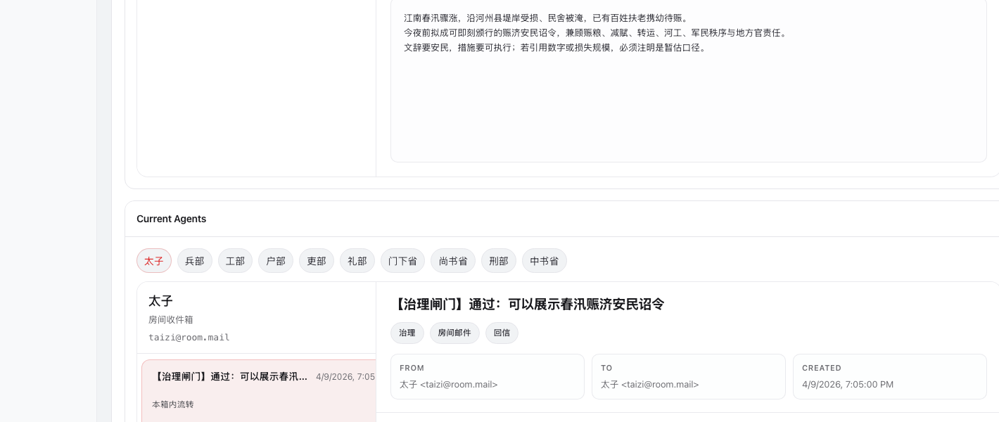 江南春汛骤涨，沿河州县堤岸受损、民舍被淹，已有百姓扶老携幼待赈。
今夜前拟成可即刻颁行的赈济安民诏令，兼顾赈粮、减赋、转运、河工、军民秩序与地方官责任。
文辞要安民，措施要可执行；若引用数字或损失规模，必须注明是暂估口径。
Current Agents
太子 兵部 工部 户部 吏部 礼部 门下省 尚书省 刑部 中书省
太子
房间收件箱
taizi@room.mail
【治理闸门】通过：可以展示春汛... 4/9/2026, 7:05
本箱内流转
【治理闸门】通过：可以展示春汛赈济安民诏令
治理 房间邮件 回信
FROM
太子 <taizi@room.mail>
TO
太子 <taizi@room.mail>
CREATED
4/9/2026, 7:05:00 PM